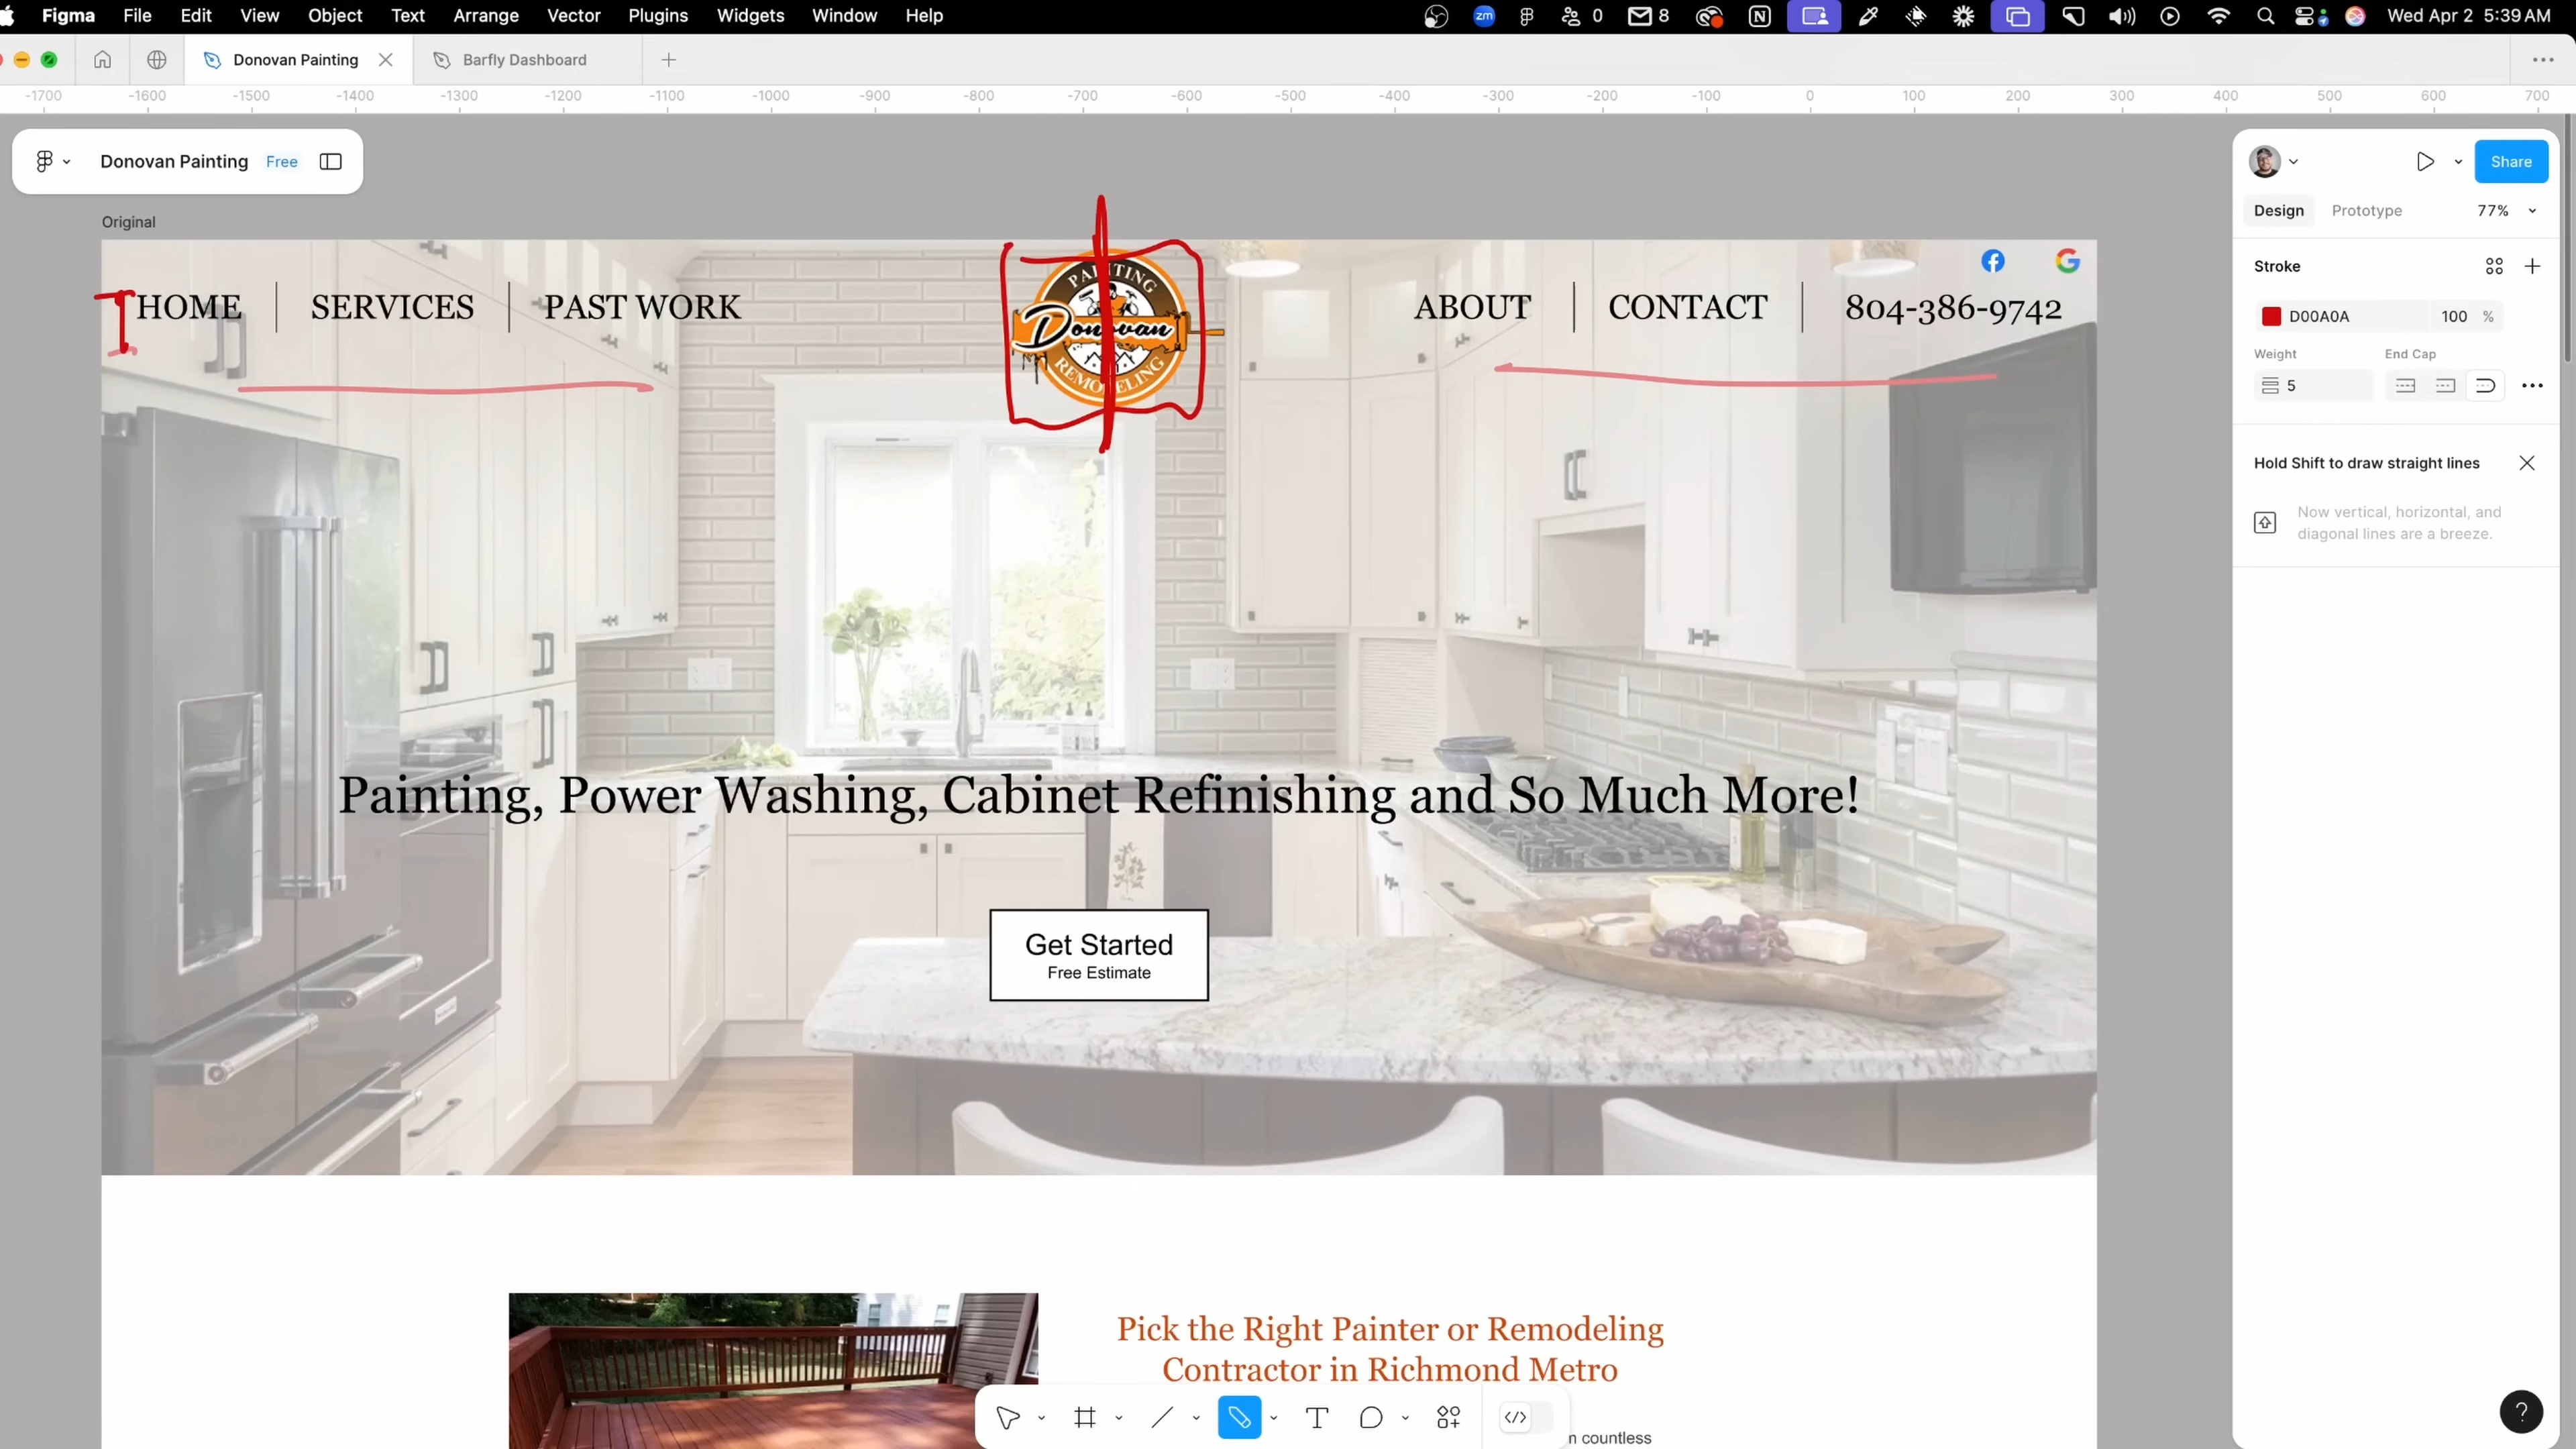 Figma File Edit View Object Text Arrange Vector Plugins Widgets Window Help zm 0 8 Wed Apr 2 5:39 AM
Donovan Painting Barfly Dashboard
-1700 -1600 -1500 -1400 -1300 -1200 -1100 -1000 -900 -800 -700 -600 -500 -400 -300 -200 -100 0 100 200 300 400 500 600 700
Donovan Painting Free
Share
Design Prototype 77%
Original
Stroke
D00A0A 100 %
Weight End Cap
5
Hold Shift to draw straight lines
Now vertical, horizontal, and
diagonal lines are a breeze.
PAINTING
Donovan
REMODELING
HOME SERVICES PAST WORK ABOUT CONTACT 804-386-9742
Painting, Power Washing, Cabinet Refinishing and So Much More!
Get Started
Free Estimate
Pick the Right Painter or Remodeling
Contractor in Richmond Metro
countless